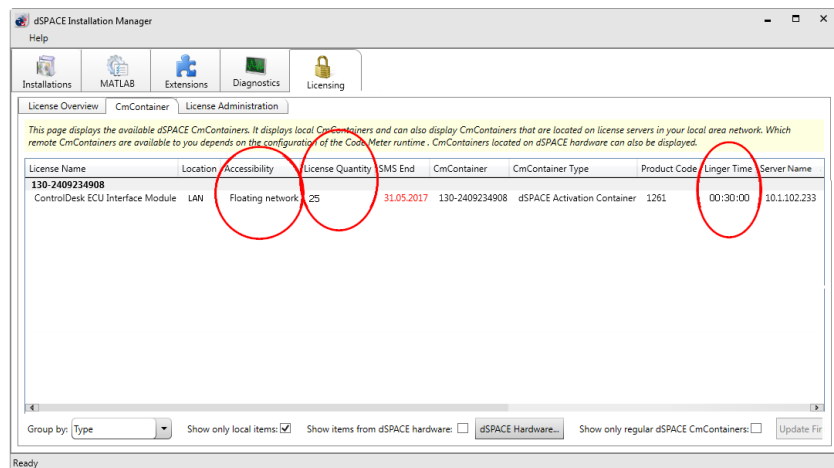 dSPACE Installation Manager
Help
Installations MATLAB Extensions Diagnostics Licensing
License Overview CmContainer License Administration
This page displays the available dSPACE CmContainers. It displays local CmContainers and can also display CmContainers that are located on license servers in your local area network. Which
remote CmContainers are available to you depends on the configuration of the Code Meter runtime . CmContainers located on dSPACE hardware can also be displayed.
License Name Location Accessibility License Quantity SMS End CmContainer CmContainer Type Product Code Linger Time Server Name
130-2409234908
ControlDesk ECU Interface Module LAN Floating network 25 31.05.2017 130-2409234908 dSPACE Activation Container 1261 00:30:00 10.1.102.233
Group by: Type Show only local items: Show items from dSPACE hardware: dSPACE Hardware... Show only regular dSPACE CmContainers: Update Fir
Ready